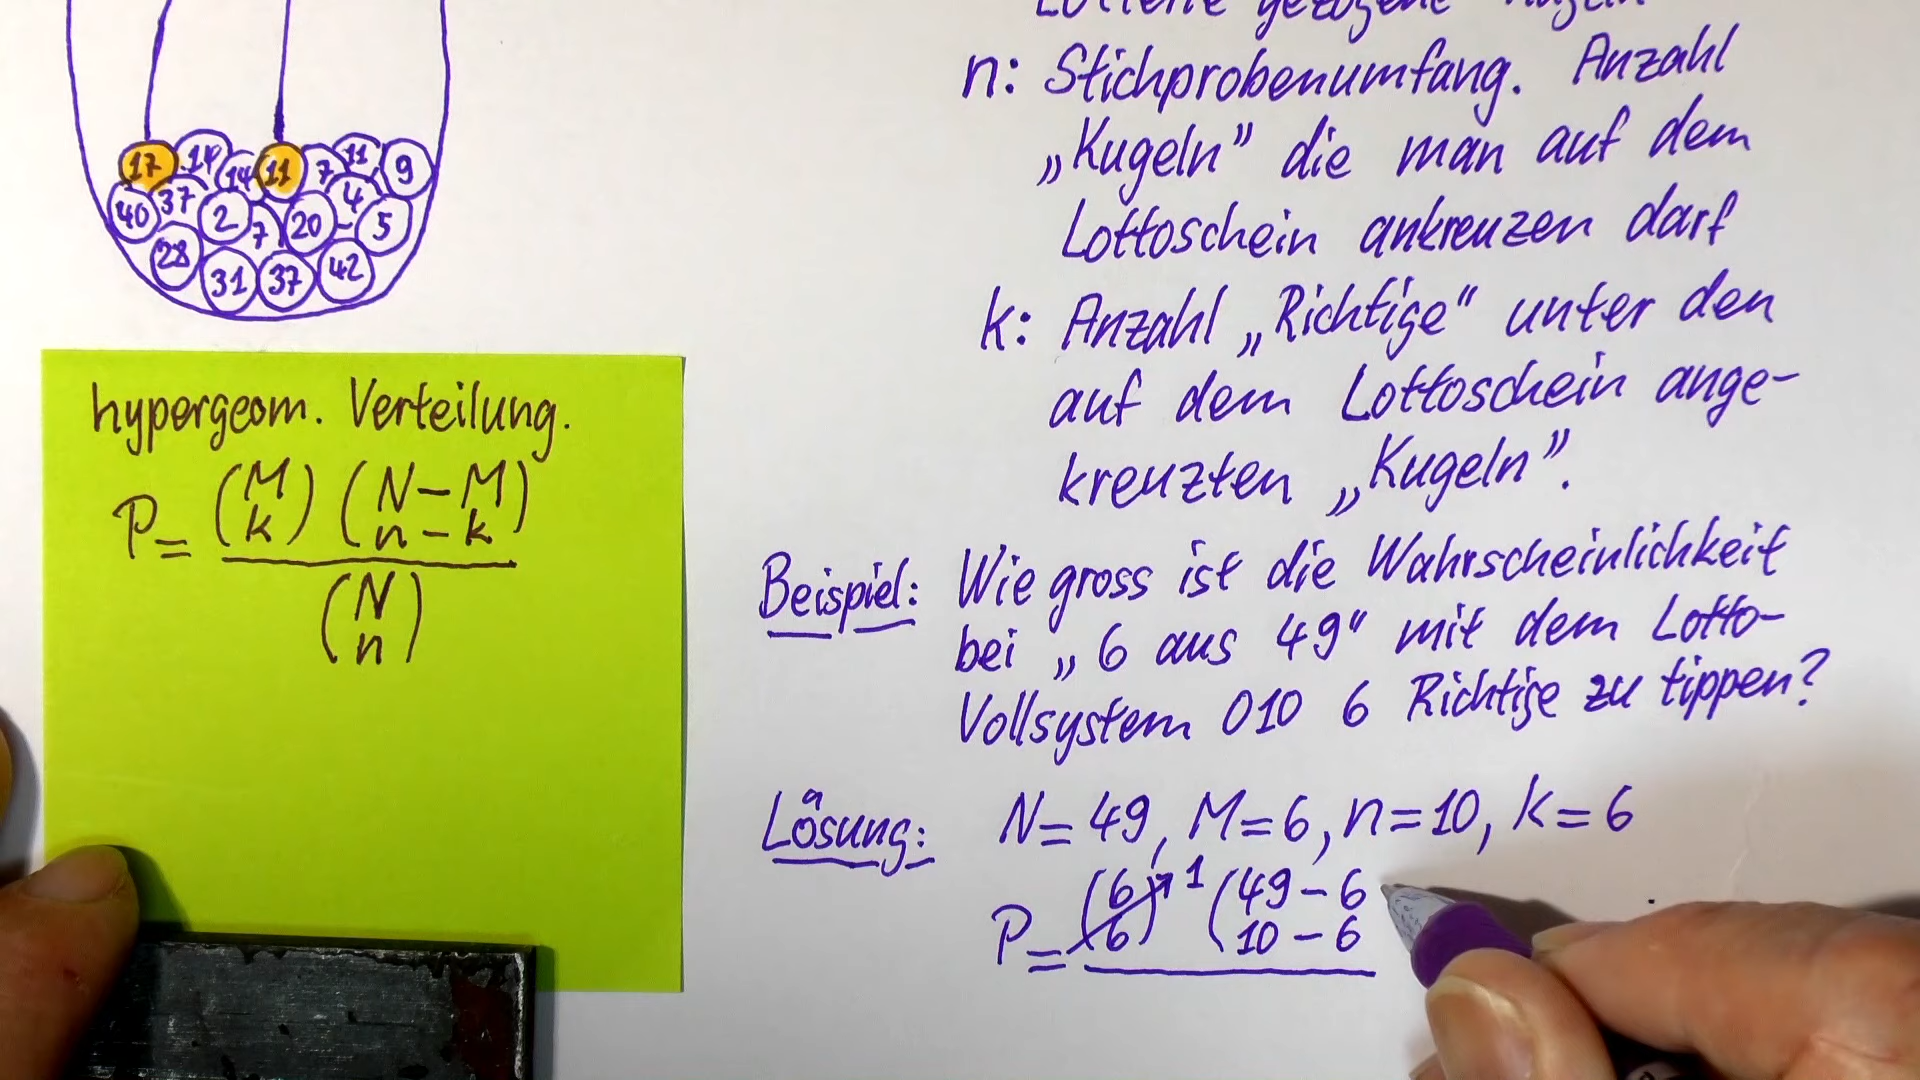 17 14 14 11 7 11 9
40 37 2 7 20 4 5
28 31 37 42
hypergeom. Verteilung.
P = (M k) (N - M n - k)
(N n)
Lotterie gezogene Kugeln
n: Stichprobenumfang. Anzahl
„Kugeln” die man auf dem
Lottoschein ankreuzen darf
k: Anzahl „Richtige“ unter den
auf dem Lottoschein ange-
kreuzten „Kugeln”.
Beispiel: Wie gross ist die Wahrscheinlichkeit
bei „6 aus 49“ mit dem Lotto-
Vollsystem 010 6 Richtige zu tippen?
Lösung: N = 49, M = 6, n = 10, k = 6
P = (6 6) 1 (49 - 6
10 - 6